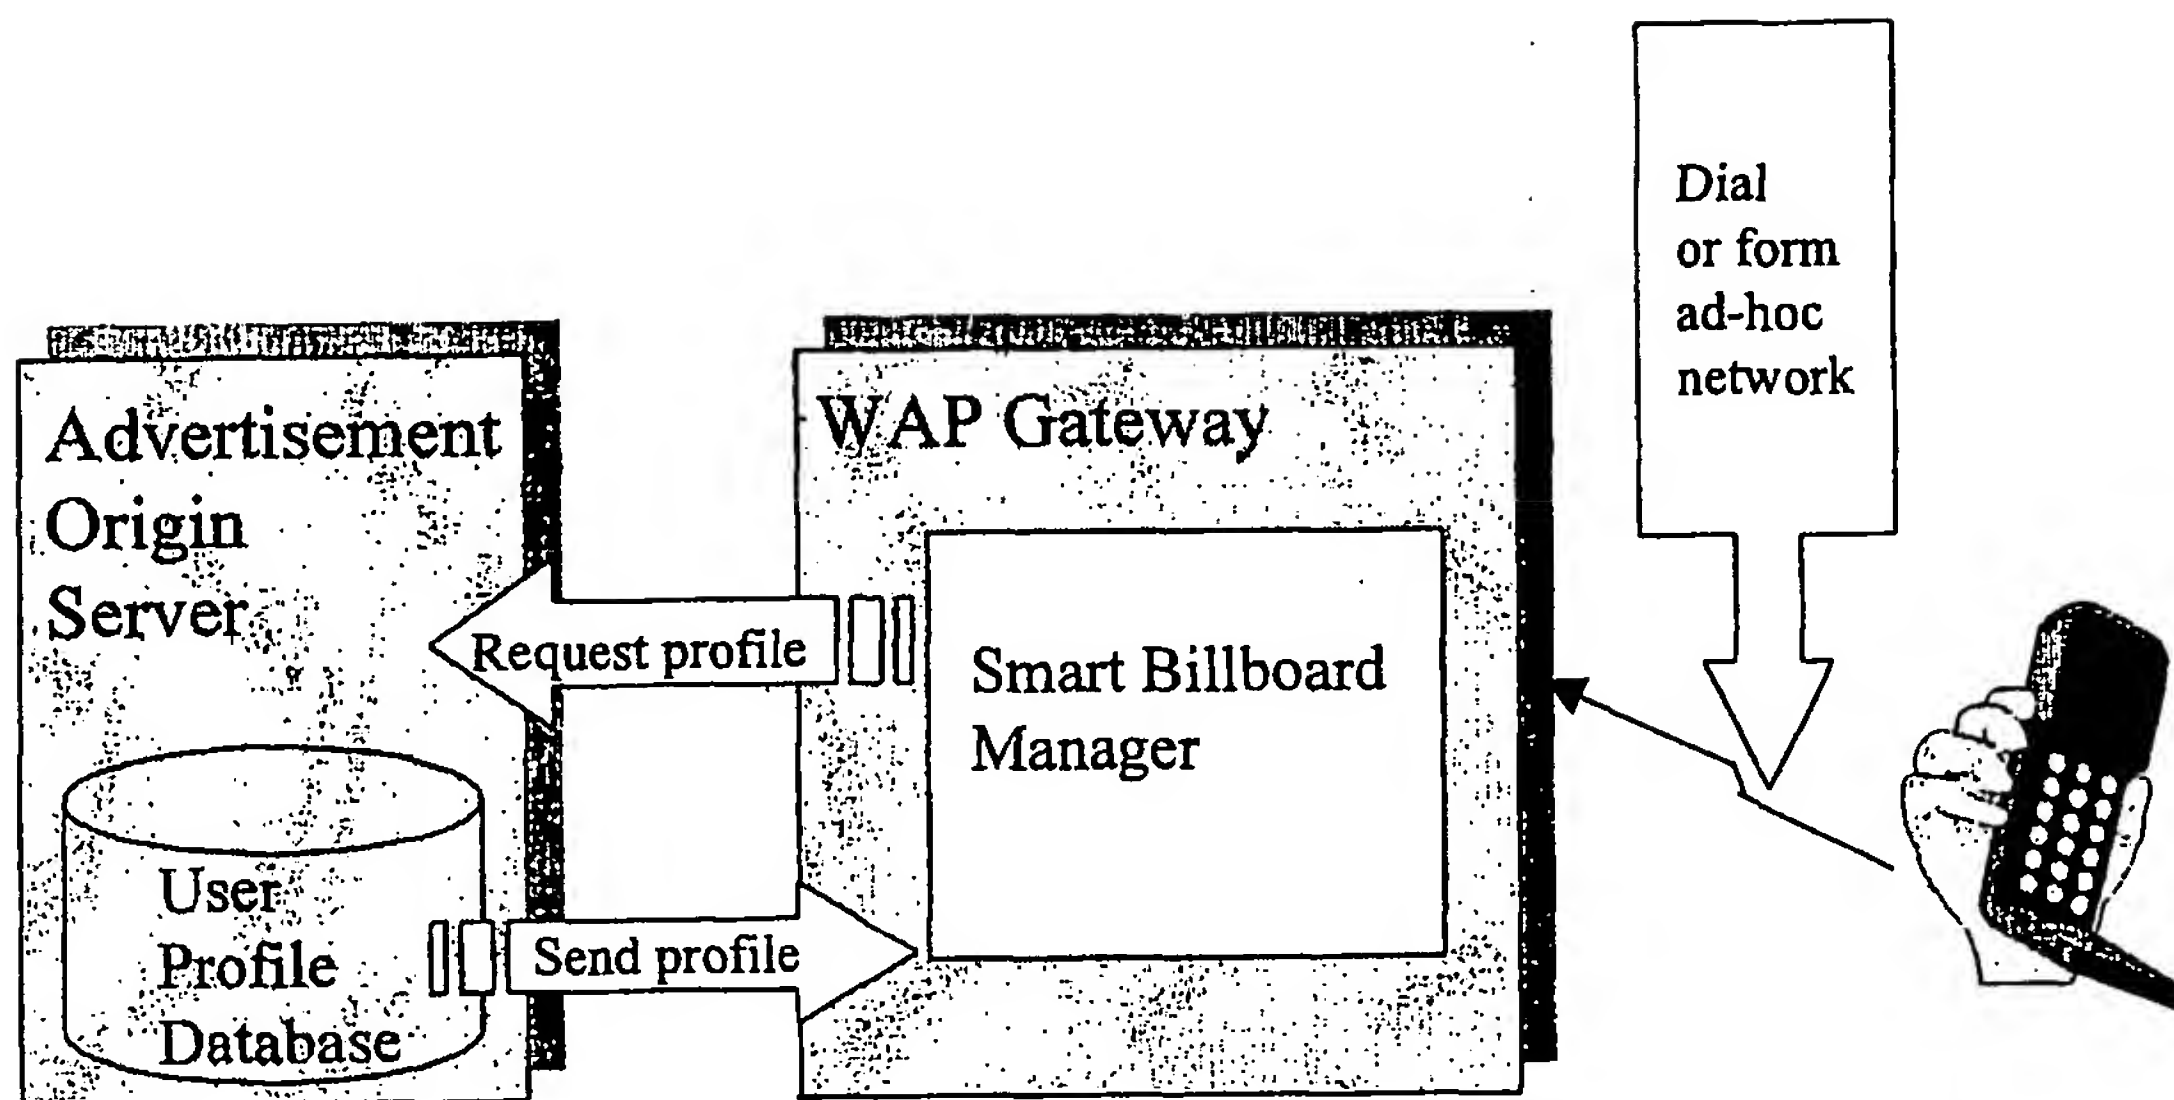 Dial
or form
ad-hoc
network
Advertisement
Origin
Server
WAP Gateway
Request profile
Smart Billboard
Manager
User
Profile
Database
Send profile